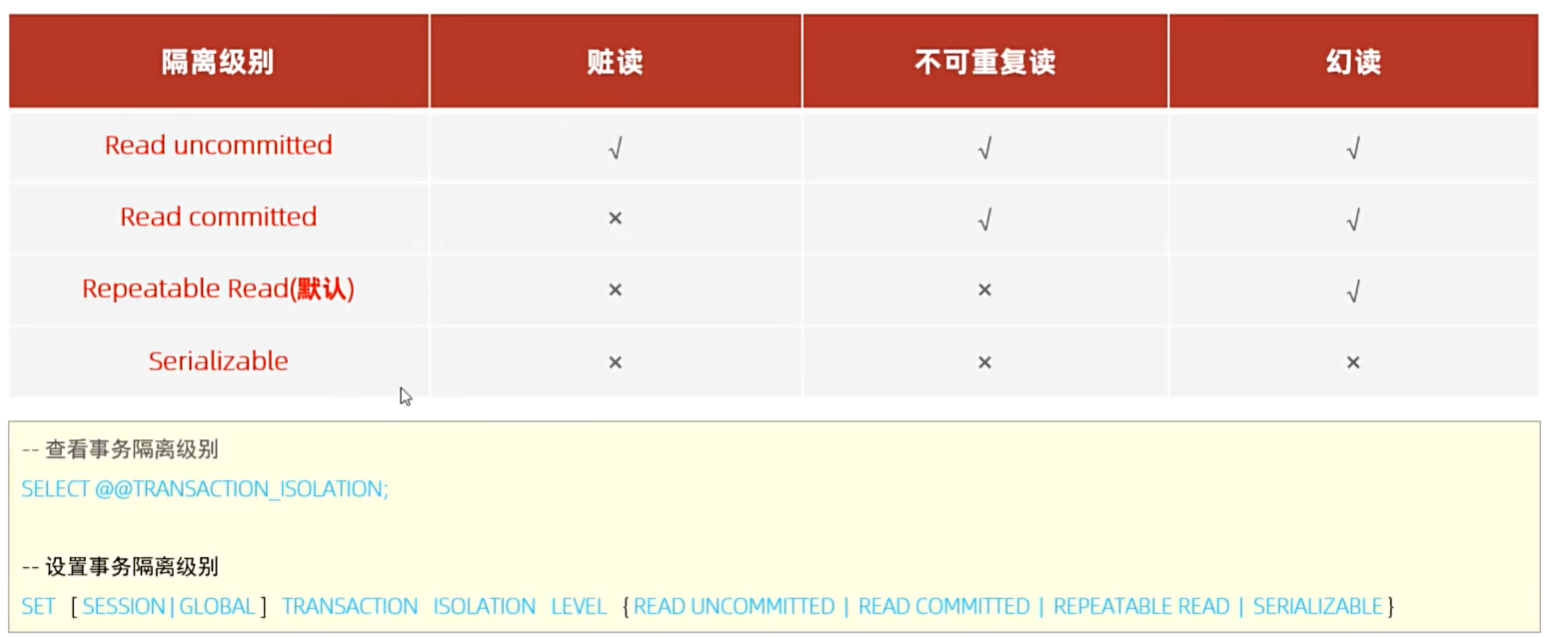 隔离级别 脏读 不可重复读 幻读
Read uncommitted √ √ √
Read committed × √ √
Repeatable Read(默认) × × √
Serializable × × ×
-- 查看事务隔离级别
SELECT @@TRANSACTION_ISOLATION;
-- 设置事务隔离级别
SET [ SESSION | GLOBAL ] TRANSACTION ISOLATION LEVEL { READ UNCOMMITTED | READ COMMITTED | REPEATABLE READ | SERIALIZABLE }